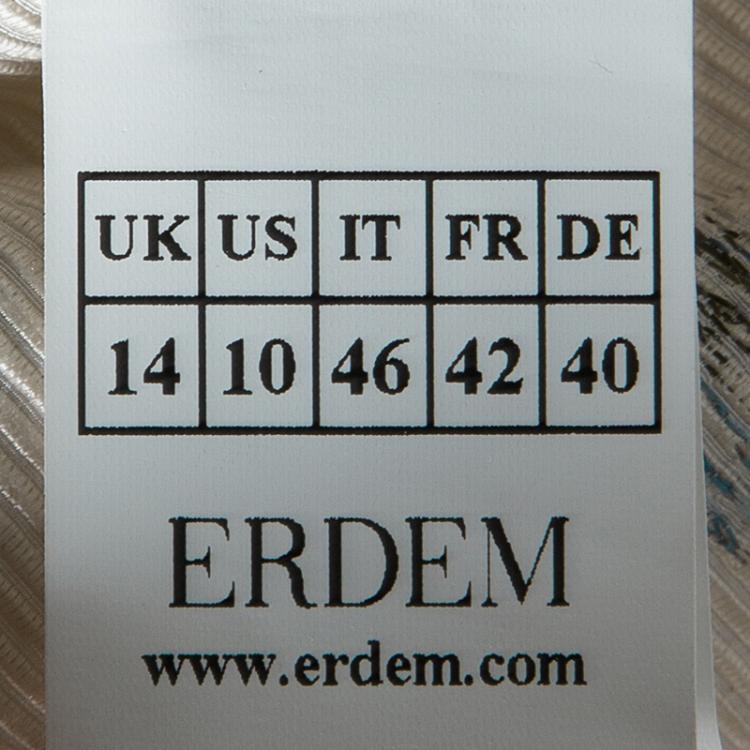 UK US IT FR DE
14 10 46 42 40
ERDEM
www.erdem.com